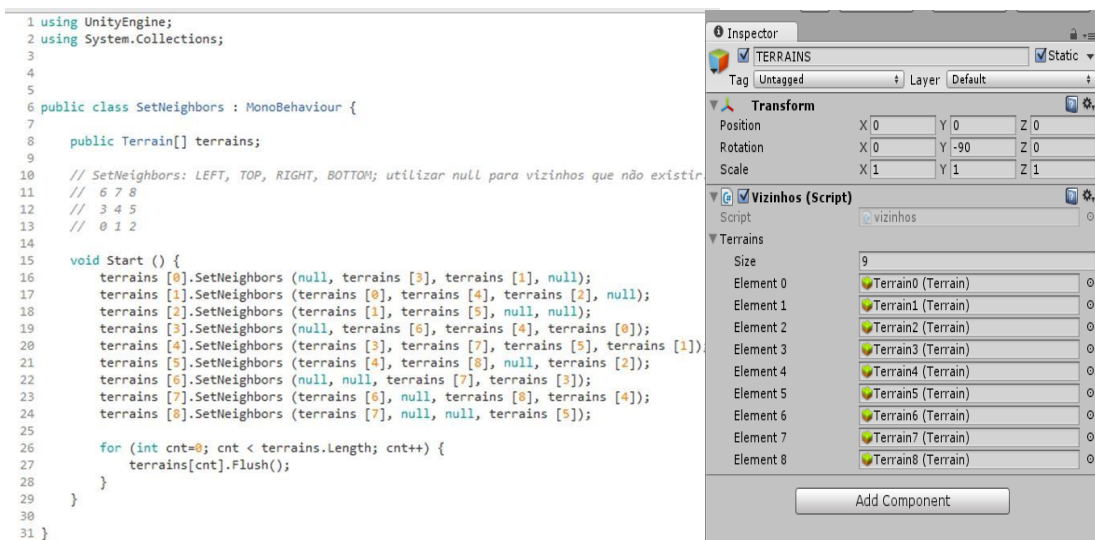 1 using UnityEngine;
2 using System.Collections;
3
4
5
6 public class SetNeighbors : MonoBehaviour {
7
8 public Terrain[] terrains;
9
10 // SetNeighbors: LEFT, TOP, RIGHT, BOTTOM; utilizar null para vizinhos que não existir.
11 // 6 7 8
12 // 3 4 5
13 // 0 1 2
14
15 void Start () {
16 terrains [0].SetNeighbors (null, terrains [3], terrains [1], null);
17 terrains [1].SetNeighbors (terrains [0], terrains [4], terrains [2], null);
18 terrains [2].SetNeighbors (terrains [1], terrains [5], null, null);
19 terrains [3].SetNeighbors (null, terrains [6], terrains [4], terrains [0]);
20 terrains [4].SetNeighbors (terrains [3], terrains [7], terrains [5], terrains [1]);
21 terrains [5].SetNeighbors (terrains [4], terrains [8], null, terrains [2]);
22 terrains [6].SetNeighbors (null, null, terrains [7], terrains [3]);
23 terrains [7].SetNeighbors (terrains [6], null, terrains [8], terrains [4]);
24 terrains [8].SetNeighbors (terrains [7], null, null, terrains [5]);
25
26 for (int cnt=0; cnt < terrains.Length; cnt++) {
27 terrains[cnt].Flush();
28 }
29 }
30
31 }
Inspector
TERRAINS Static
Tag Untagged Layer Default
Transform
Position X 0 Y 0 Z 0
Rotation X 0 Y -90 Z 0
Scale X 1 Y 1 Z 1
Vizinhos (Script)
Script vizinhos
Terrains
Size 9
Element 0 Terrain0 (Terrain)
Element 1 Terrain1 (Terrain)
Element 2 Terrain2 (Terrain)
Element 3 Terrain3 (Terrain)
Element 4 Terrain4 (Terrain)
Element 5 Terrain5 (Terrain)
Element 6 Terrain6 (Terrain)
Element 7 Terrain7 (Terrain)
Element 8 Terrain8 (Terrain)
Add Component